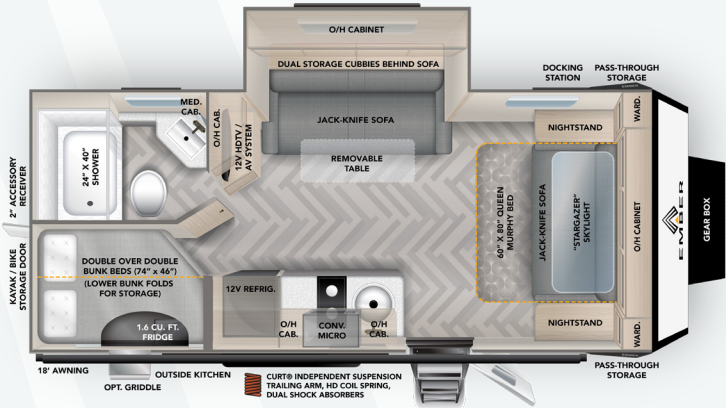 O/H CABINET
DUAL STORAGE CUBBIES BEHIND SOFA
JACK-KNIFE SOFA
REMOVABLE
TABLE
DOCKING
STATION
PASS-THROUGH
STORAGE
MED.
CAB.
O/H CAB.
12V HDTV /
AV SYSTEM
24" X 40"
SHOWER
2" ACCESSORY
RECEIVER
NIGHTSTAND
WARD.
60" X 80" QUEEN
MURPHY BED
JACK-KNIFE SOFA
"STARGAZER"
SKYLIGHT
O/H CABINET
EMBER
GEAR BOX
KAYAK / BIKE
STORAGE DOOR
DOUBLE OVER DOUBLE
BUNK BEDS (74" x 46")
(LOWER BUNK FOLDS
FOR STORAGE)
1.6 CU. FT.
FRIDGE
12V REFRIG.
O/H
CAB.
CONV.
MICRO
O/H
CAB.
NIGHTSTAND
WARD.
PASS-THROUGH
STORAGE
18' AWNING
OUTSIDE KITCHEN
OPT. GRIDDLE
CURT® INDEPENDENT SUSPENSION
TRAILING ARM, HD COIL SPRING,
DUAL SHOCK ABSORBERS